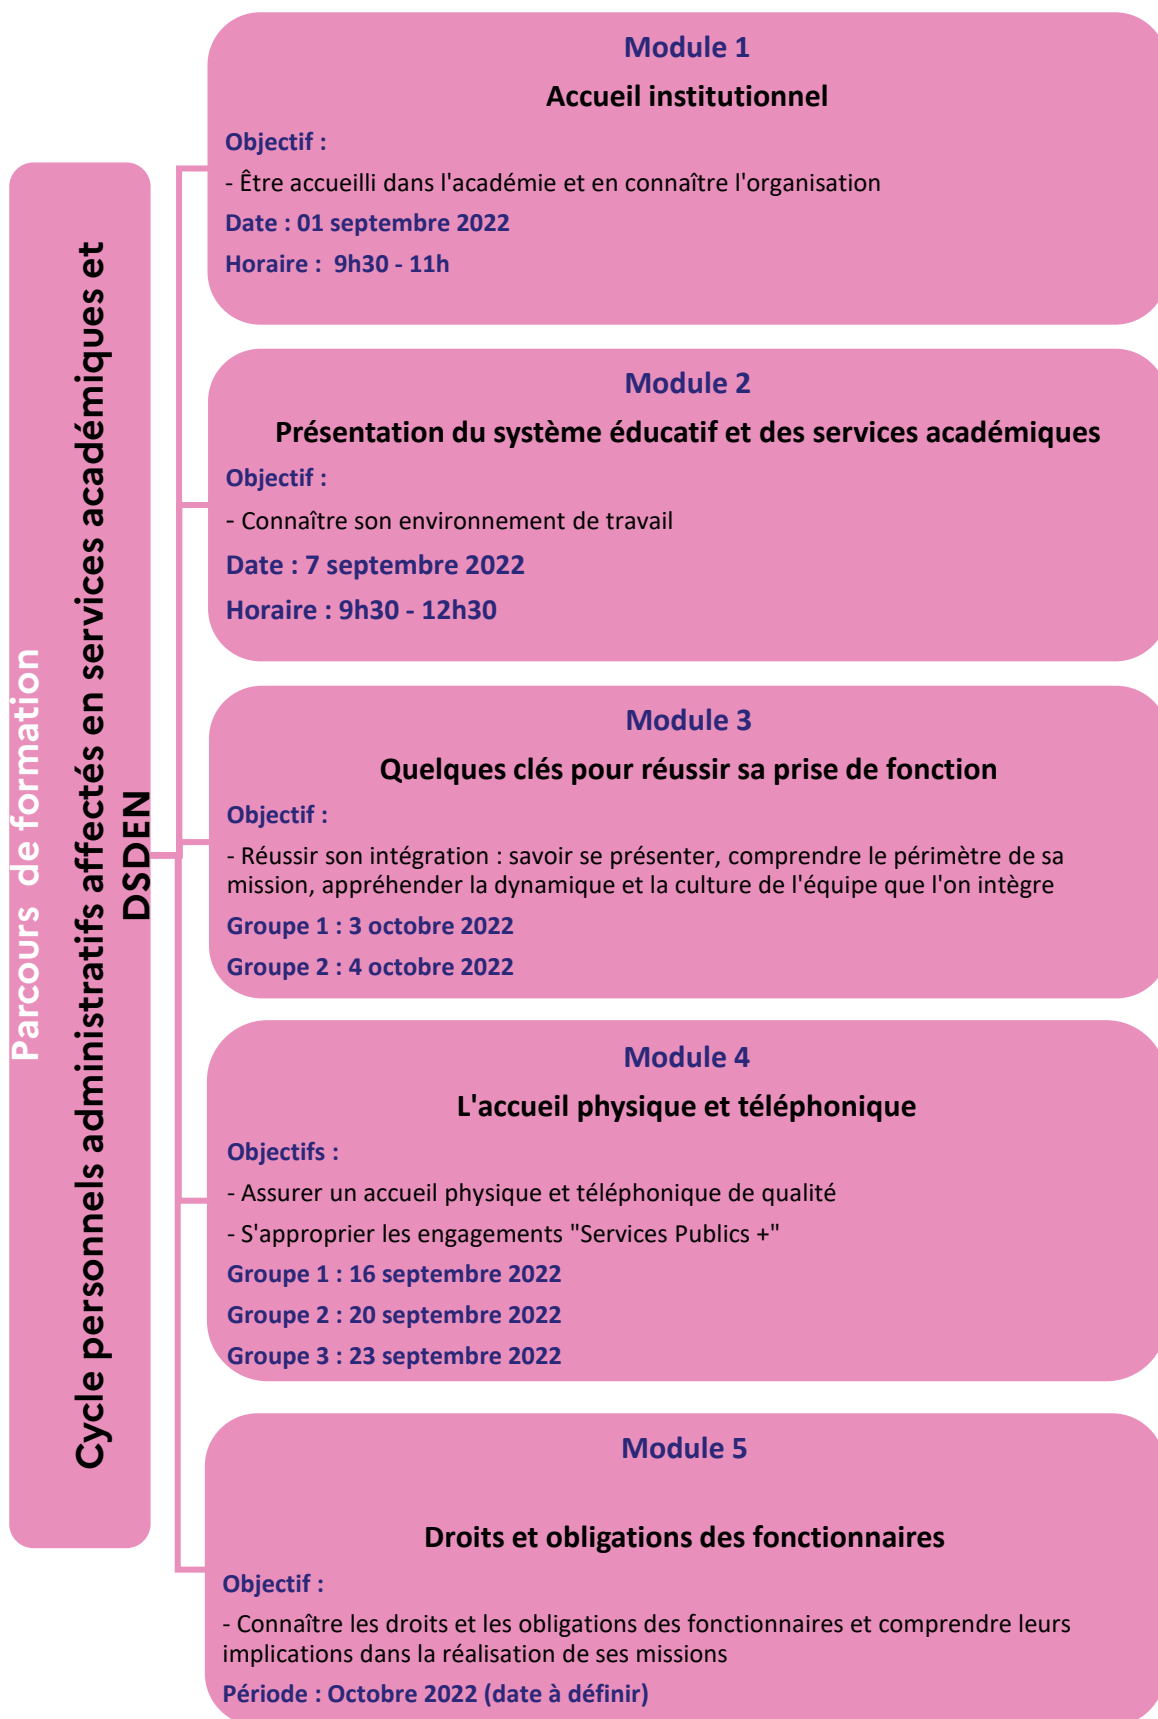 Parcours de formation
Cycle personnels administratifs affectés en services académiques et
DSDEN
Module 1
Accueil institutionnel
Objectif :
- Être accueilli dans l'académie et en connaître l'organisation
Date : 01 septembre 2022
Horaire : 9h30 - 11h
Module 2
Présentation du système éducatif et des services académiques
Objectif :
- Connaître son environnement de travail
Date : 7 septembre 2022
Horaire : 9h30 - 12h30
Module 3
Quelques clés pour réussir sa prise de fonction
Objectif :
- Réussir son intégration : savoir se présenter, comprendre le périmètre de sa
mission, appréhender la dynamique et la culture de l'équipe que l'on intègre
Groupe 1 : 3 octobre 2022
Groupe 2 : 4 octobre 2022
Module 4
L'accueil physique et téléphonique
Objectifs :
- Assurer un accueil physique et téléphonique de qualité
- S'approprier les engagements "Services Publics +"
Groupe 1 : 16 septembre 2022
Groupe 2 : 20 septembre 2022
Groupe 3 : 23 septembre 2022
Module 5
Droits et obligations des fonctionnaires
Objectif :
- Connaître les droits et les obligations des fonctionnaires et comprendre leurs
implications dans la réalisation de ses missions
Période : Octobre 2022 (date à définir)